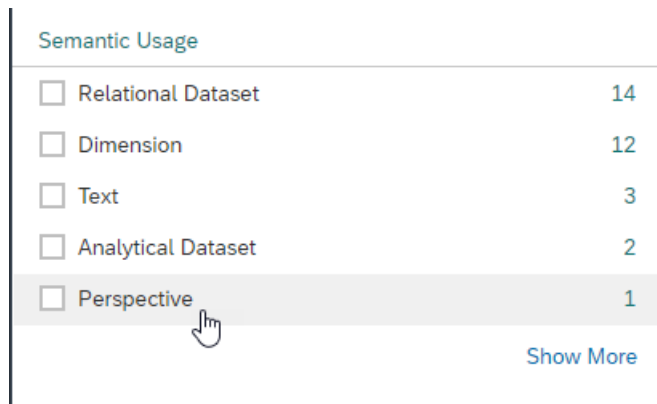 Semantic Usage
Relational Dataset 14
Dimension 12
Text 3
Analytical Dataset 2
Perspective 1
Show More